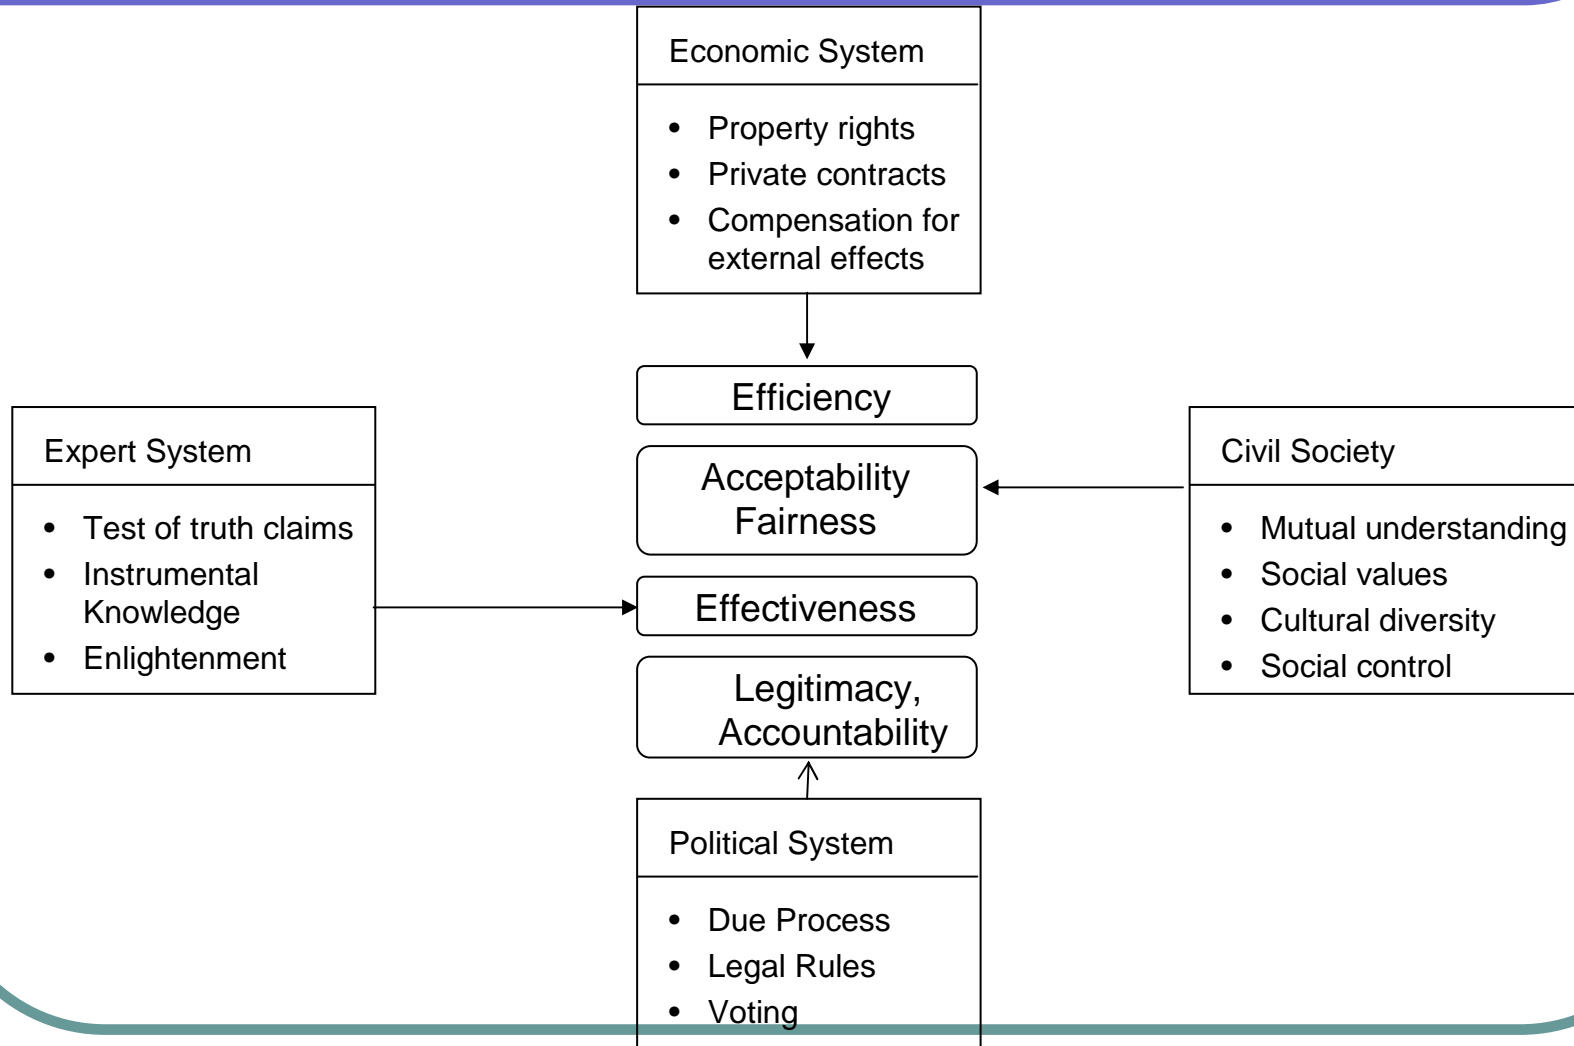 Economic System
• Property rights
• Private contracts
• Compensation for
external effects
Efficiency
Acceptability
Fairness
Effectiveness
Legitimacy,
Accountability
Expert System
• Test of truth claims
• Instrumental
Knowledge
• Enlightenment
Civil Society
• Mutual understanding
• Social values
• Cultural diversity
• Social control
Political System
• Due Process
• Legal Rules
• Voting